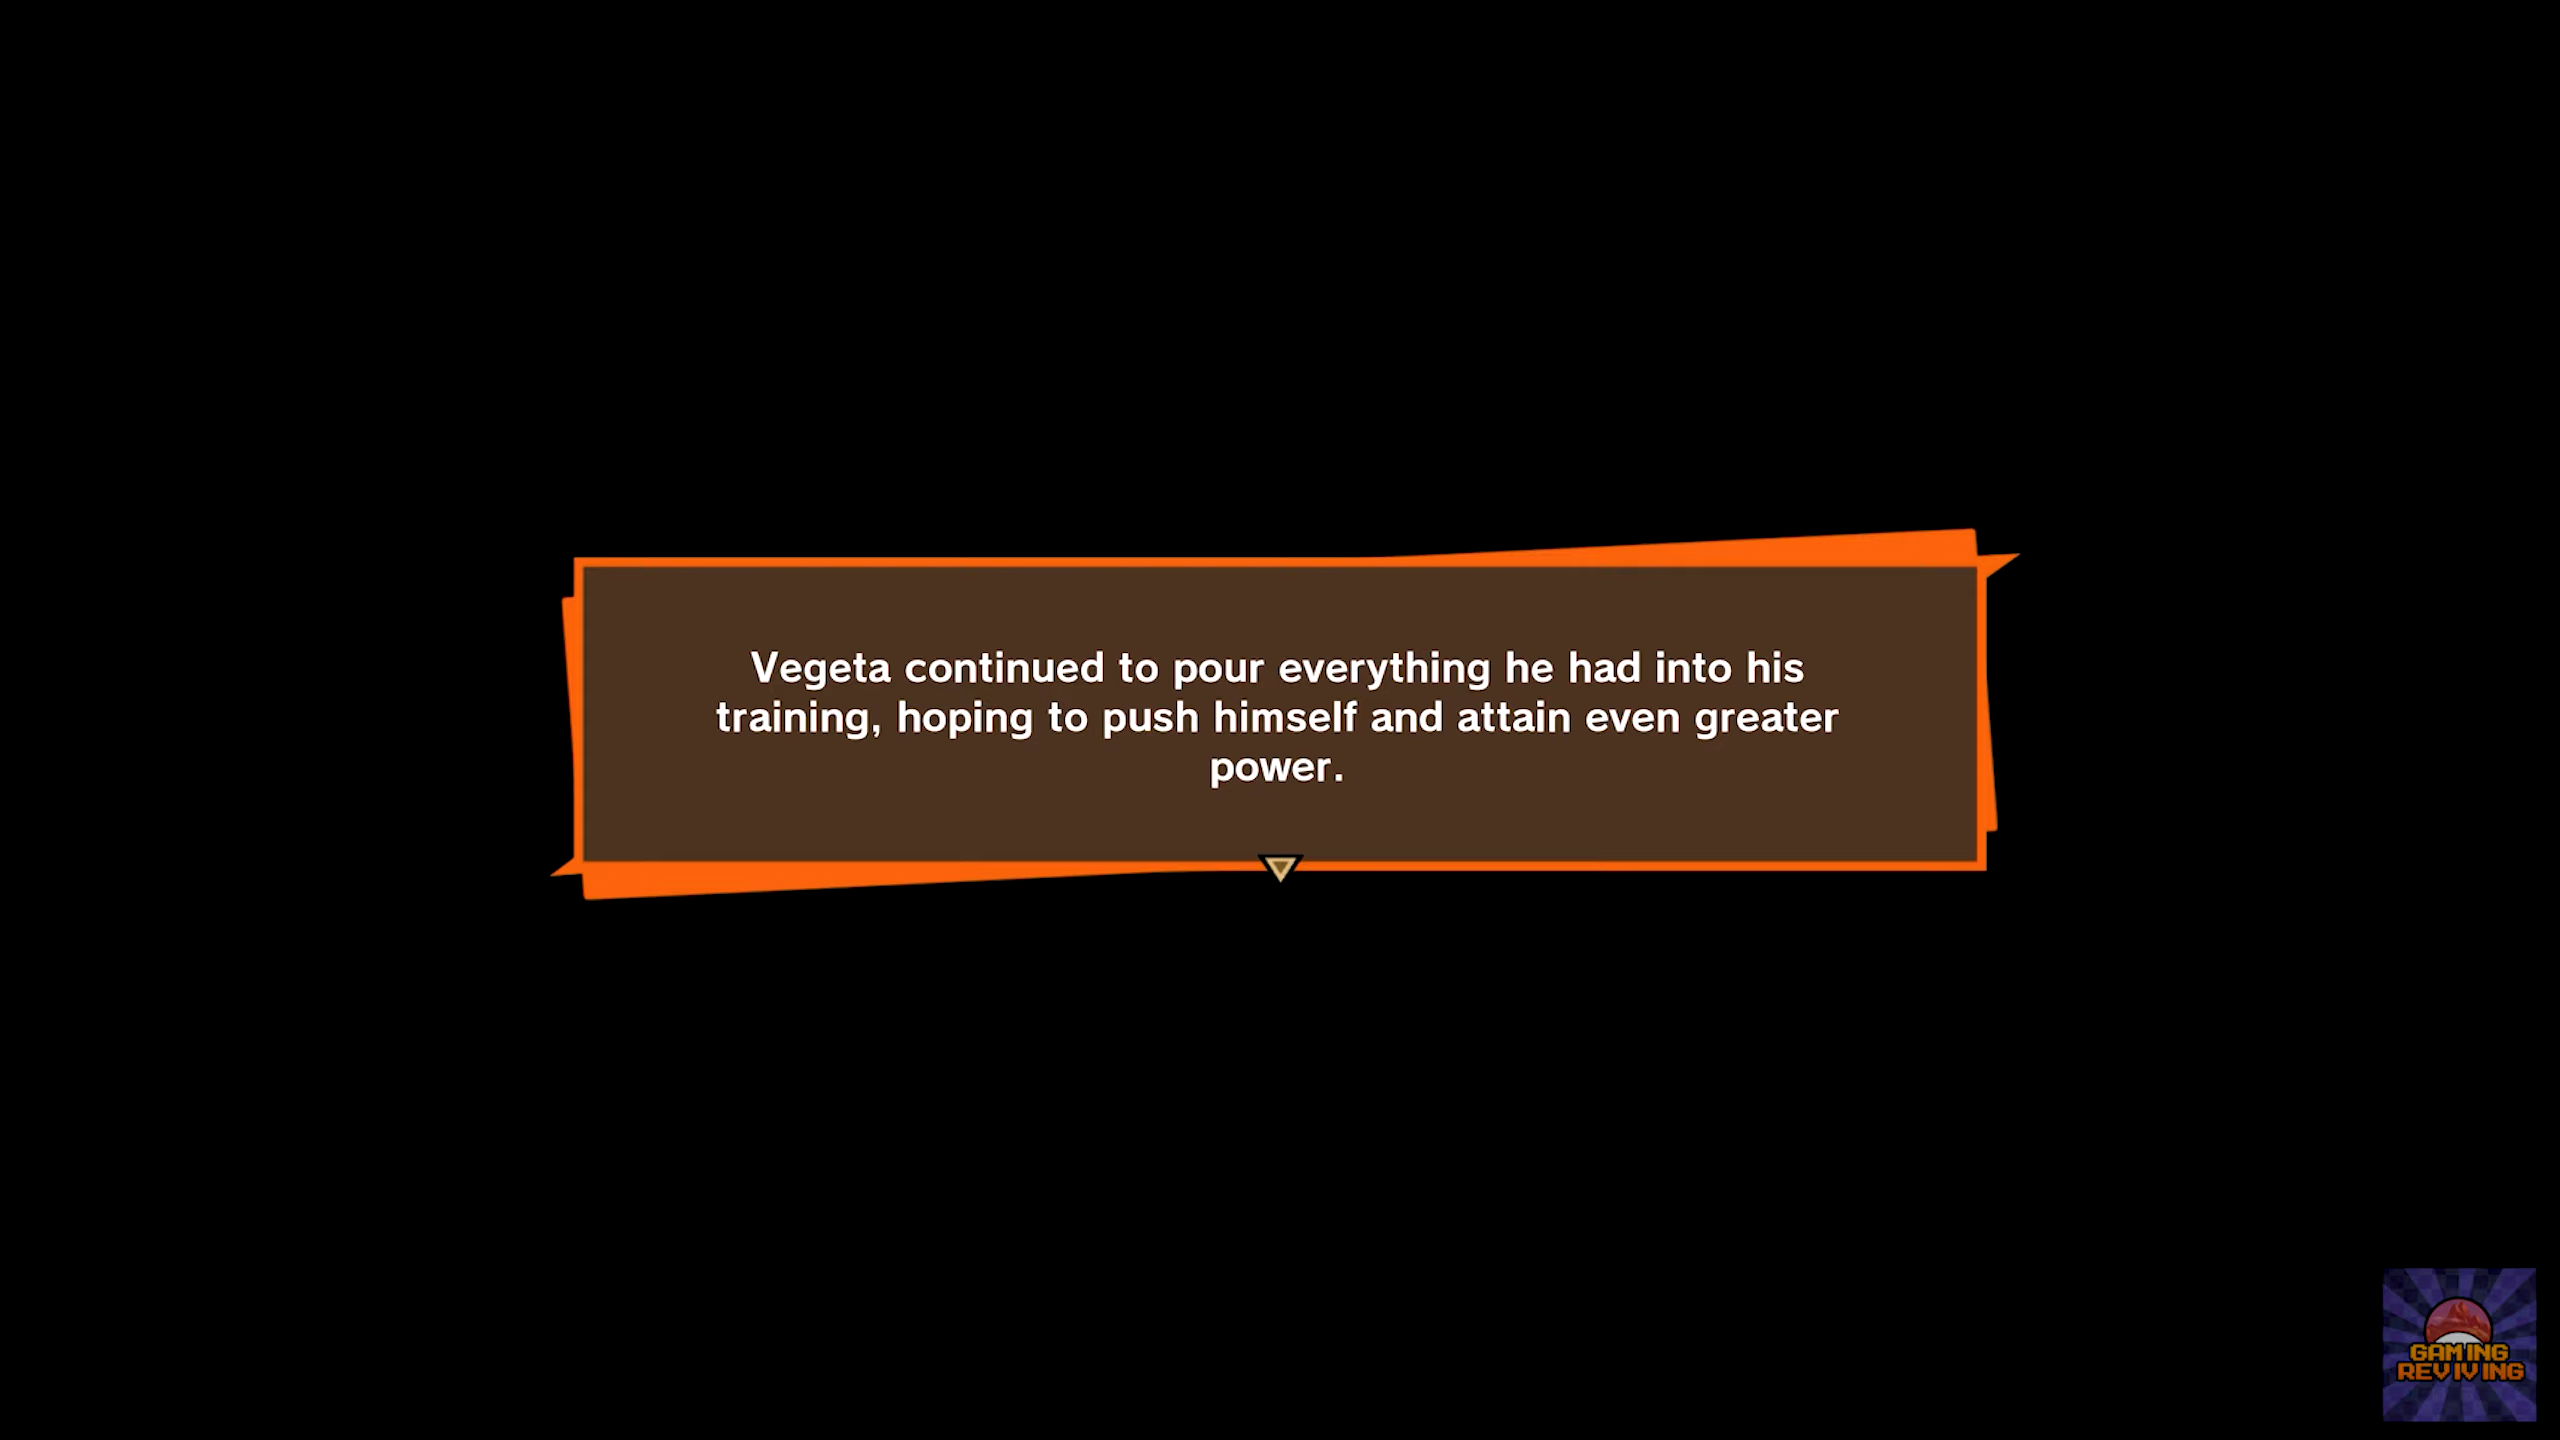 Vegeta continued to pour everything he had into his
training, hoping to push himself and attain even greater
power.
GAMING
REVIVING